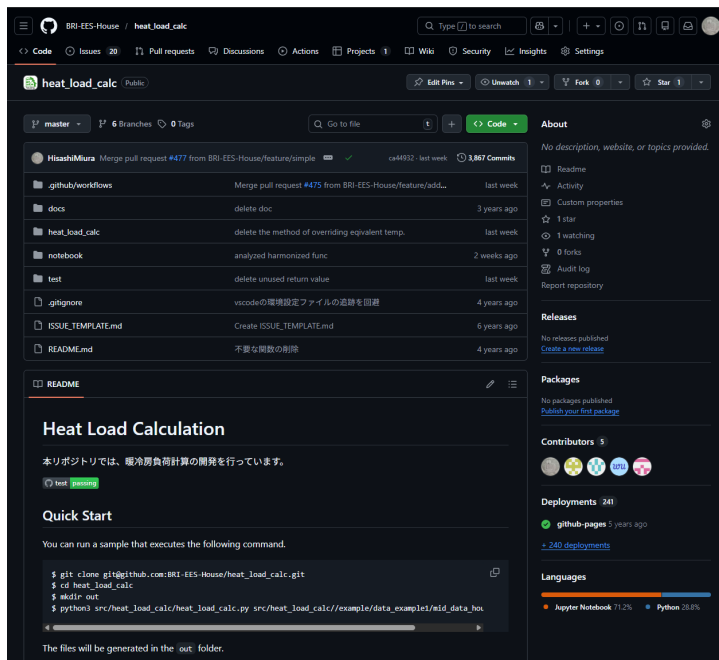 BRI-EES-House / heat_load_calc
Type / to search
Code Issues 20 Pull requests Discussions Actions Projects 1 Wiki Security Insights Settings
heat_load_calc Public
Edit Pins Unwatch 1 Fork 0 Star 1
master 6 Branches 0 Tags Go to file t Code
HisashiMiura Merge pull request #477 from BRI-EES-House/feature/simple ca44932 · last week 3,867 Commits
.github/workflows Merge pull request #475 from BRI-EES-House/feature/add... last week
docs delete doc 3 years ago
heat_load_calc delete the method of overriding eqivalent temp. last week
notebook analyzed harmonized func 2 weeks ago
test delete unused return value last week
.gitignore vscodeの環境設定ファイルの追跡を回避 4 years ago
ISSUE_TEMPLATE.md Create ISSUE_TEMPLATE.md 6 years ago
README.md 不要な関数の削除 4 years ago
README
Heat Load Calculation
本リポジトリでは、暖冷房負荷計算の開発を行っています。
test passing
Quick Start
You can run a sample that executes the following command.
$ git clone git@github.com:BRI-EES-House/heat_load_calc.git
$ cd heat_load_calc
$ mkdir out
$ python3 src/heat_load_calc/heat_load_calc.py src/heat_load_calc//example/data_example1/mid_data_hou
The files will be generated in the out folder.
About
No description, website, or topics provided.
Readme
Activity
Custom properties
1 star
1 watching
0 forks
Audit log
Report repository
Releases
No releases published
Create a new release
Packages
No packages published
Publish your first package
Contributors 5
wu
Deployments 241
github-pages 5 years ago
+ 240 deployments
Languages
Jupyter Notebook 71.2% Python 28.8%